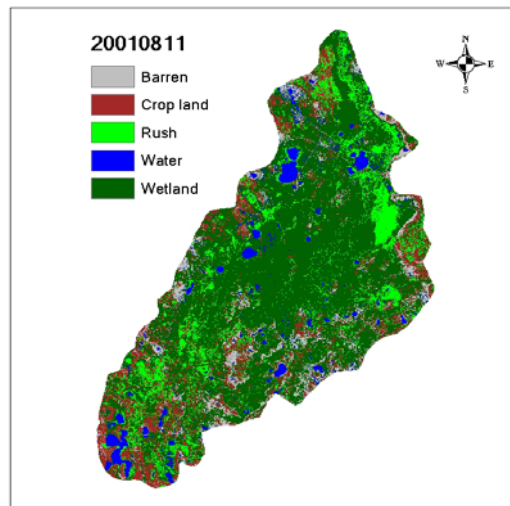 20010811
N
W E
S
Barren
Crop land
Rush
Water
Wetland